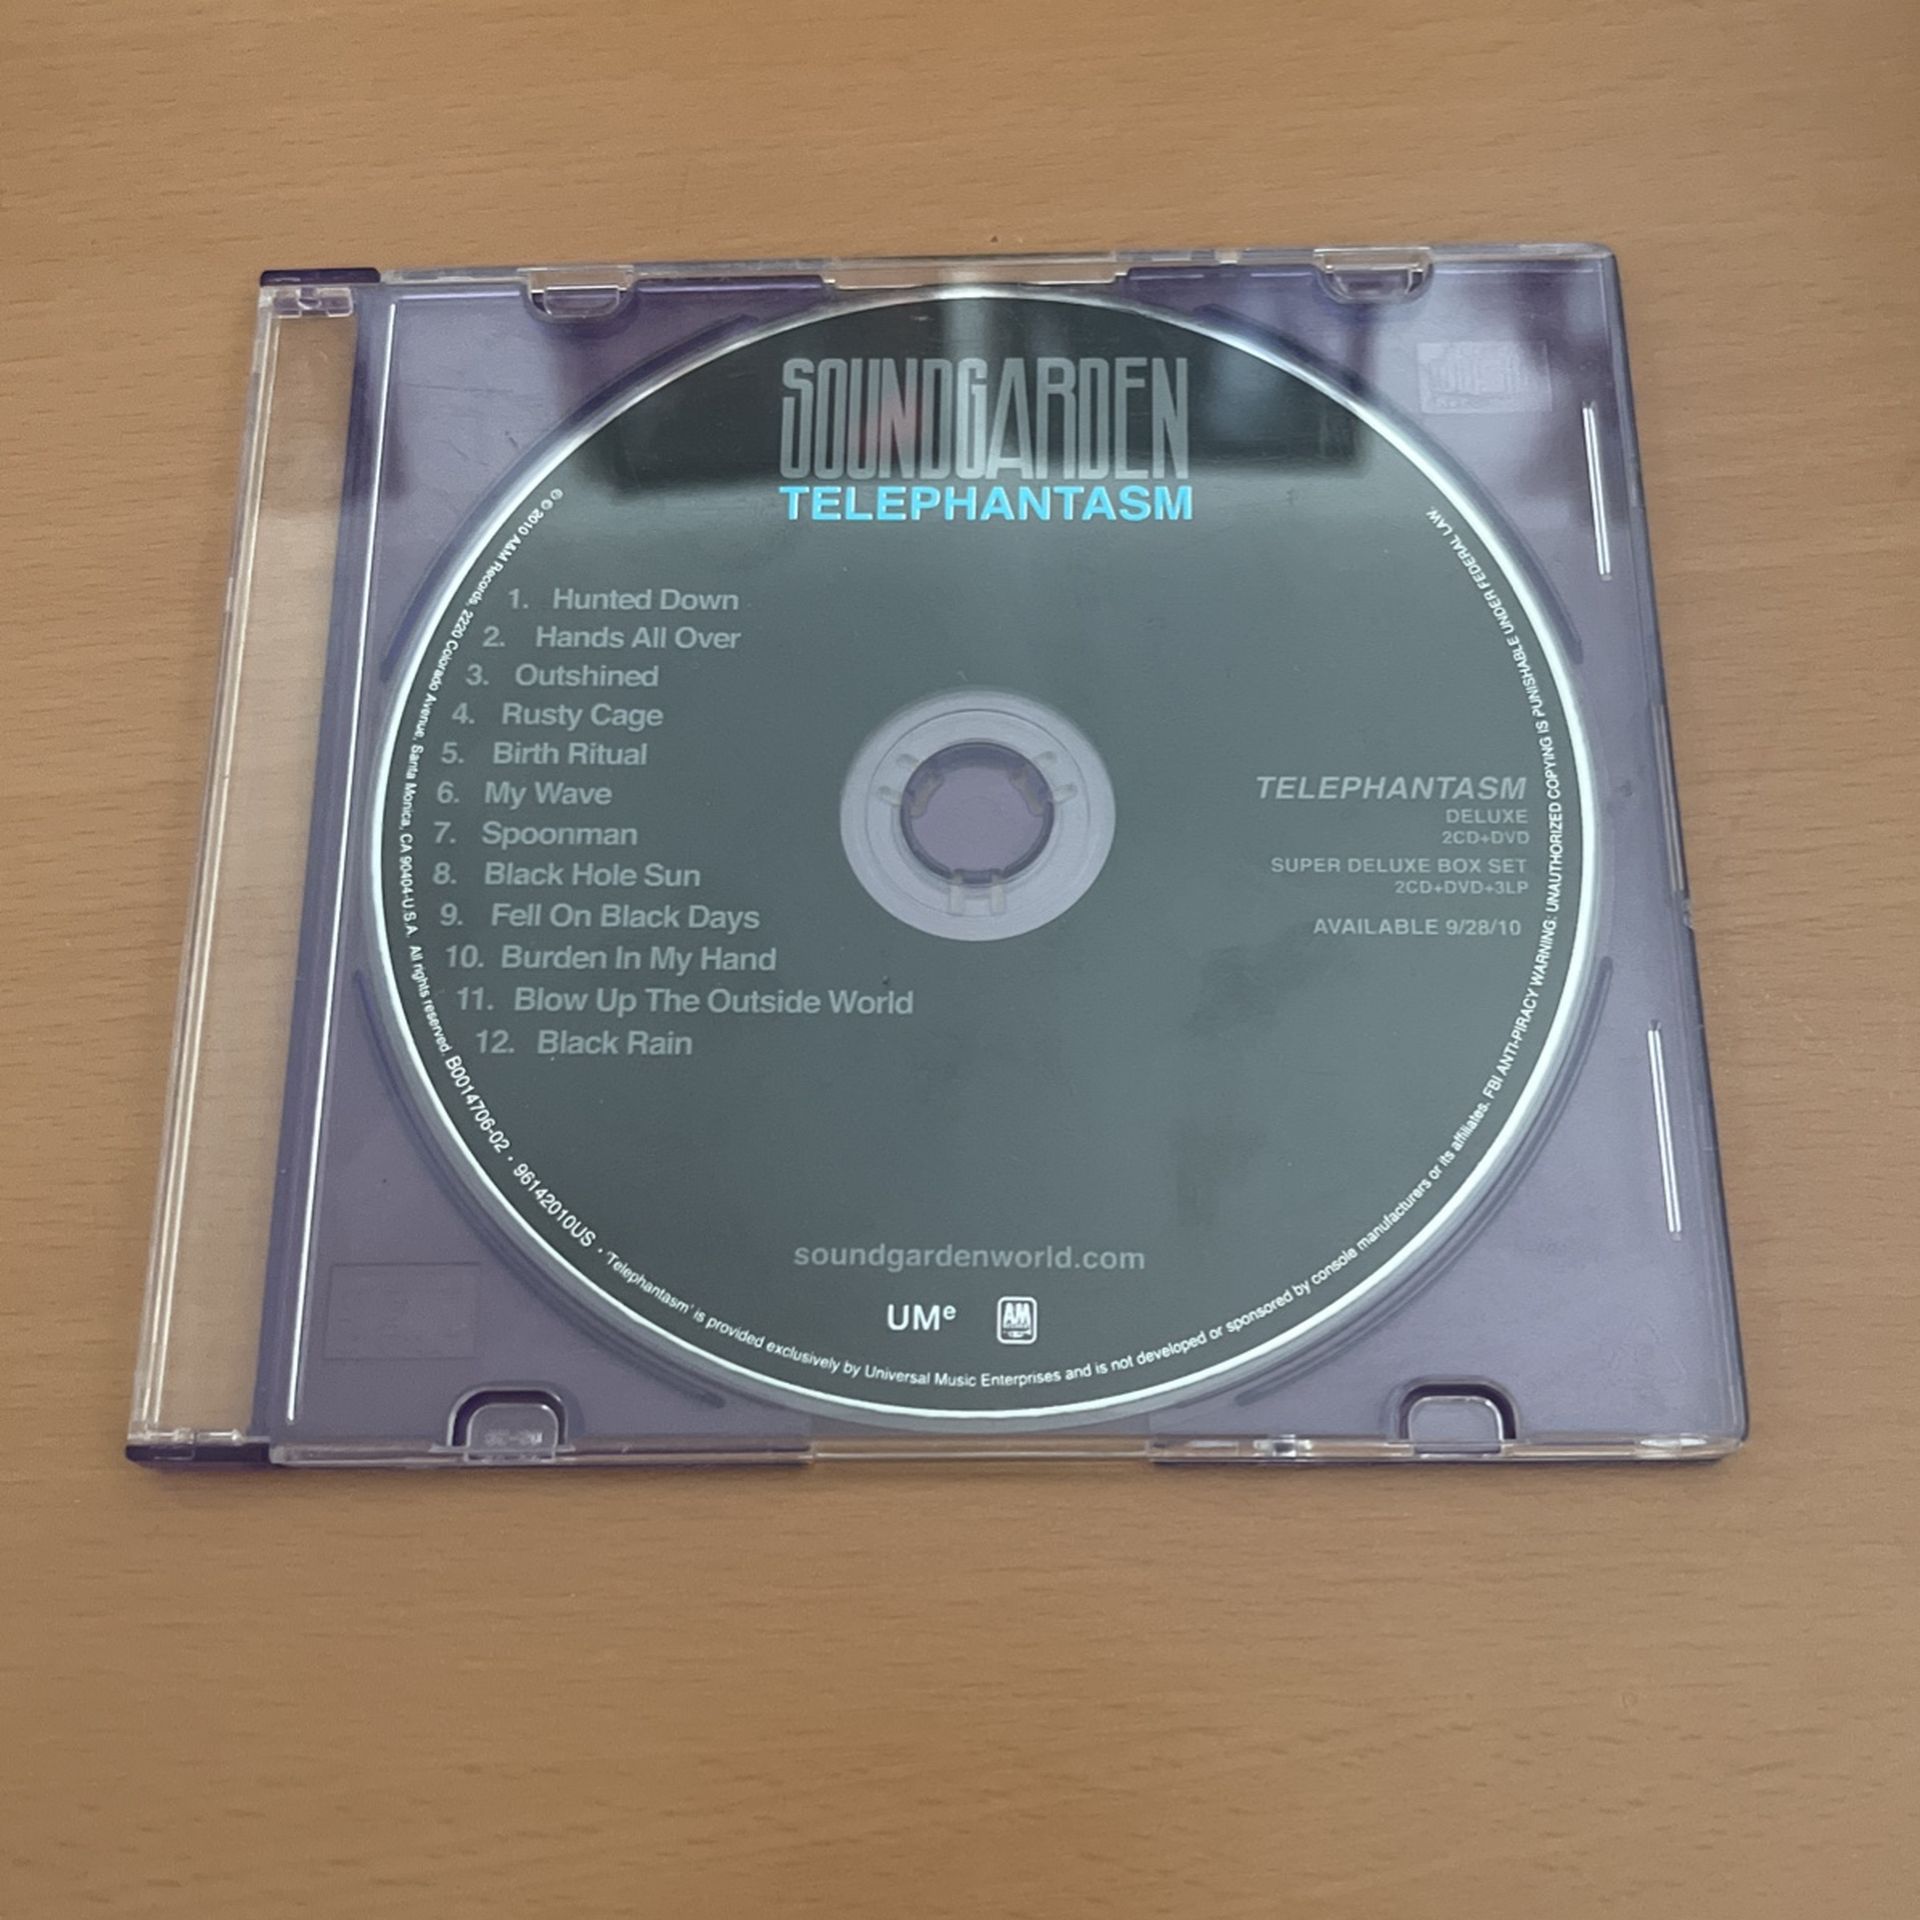 SOUNDGARDEN
TELEPHANTASM
1. Hunted Down
2. Hands All Over
3. Outshined
4. Rusty Cage
5. Birth Ritual
6. My Wave
7. Spoonman
8. Black Hole Sun
9. Fell On Black Days
10. Burden In My Hand
11. Blow Up The Outside World
12. Black Rain
TELEPHANTASM
DELUXE
2CD+DVD
SUPER DELUXE BOX SET
2CD+DVD+3LP
AVAILABLE 9/28/10
soundgardenworld.com
UMe
AM
℗ © 2010 A&M Records, 2220 Colorado Avenue, Santa Monica, CA 90404-U.S.A. All rights reserved. B0014706-02 · 96142010US · 'Telephantasm' is provided exclusively by Universal Music Enterprises and is not developed or sponsored by console manufacturers or its affiliates. FBI ANTI-PIRACY WARNING: UNAUTHORIZED COPYING IS PUNISHABLE UNDER FEDERAL LAW.